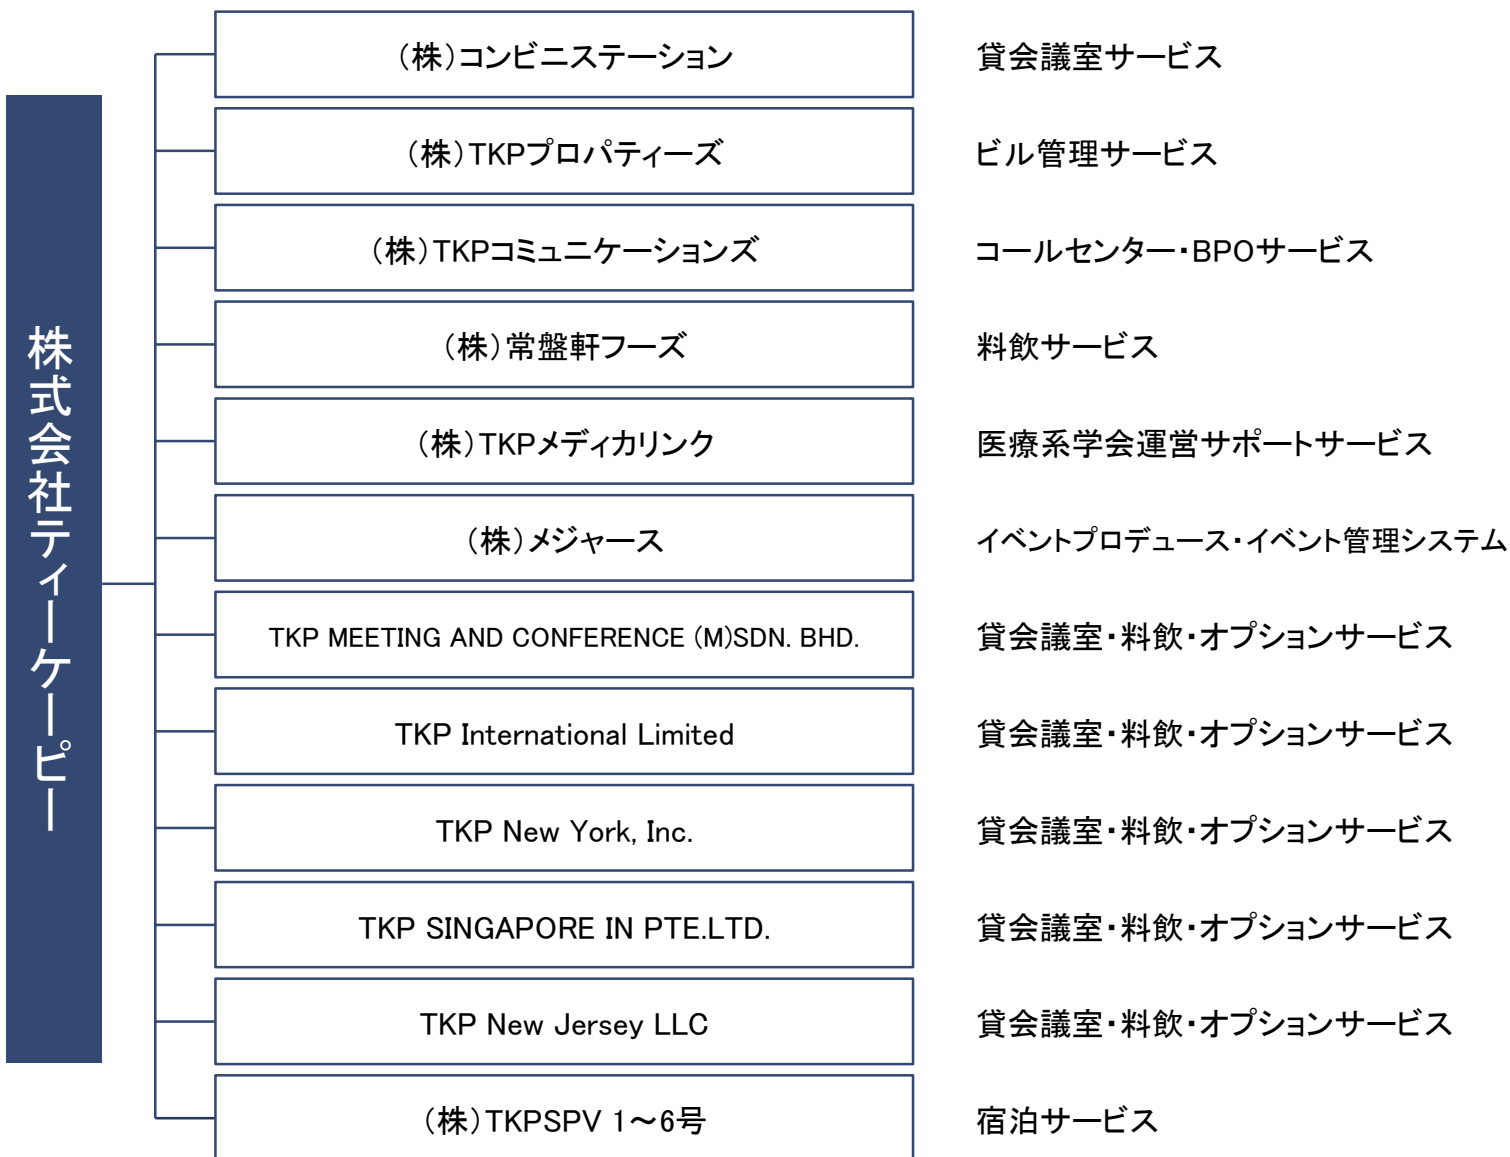 株式会社ティーケーピー
（株）コンビニステーション　貸会議室サービス
（株）TKPプロパティーズ　ビル管理サービス
（株）TKPコミュニケーションズ　コールセンター・BPOサービス
（株）常盤軒フーズ　料飲サービス
（株）TKPメディカリンク　医療系学会運営サポートサービス
（株）メジャース　イベントプロデュース・イベント管理システム
TKP MEETING AND CONFERENCE (M)SDN. BHD.　貸会議室・料飲・オプションサービス
TKP International Limited　貸会議室・料飲・オプションサービス
TKP New York, Inc.　貸会議室・料飲・オプションサービス
TKP SINGAPORE IN PTE.LTD.　貸会議室・料飲・オプションサービス
TKP New Jersey LLC　貸会議室・料飲・オプションサービス
（株）TKPSPV 1～6号　宿泊サービス